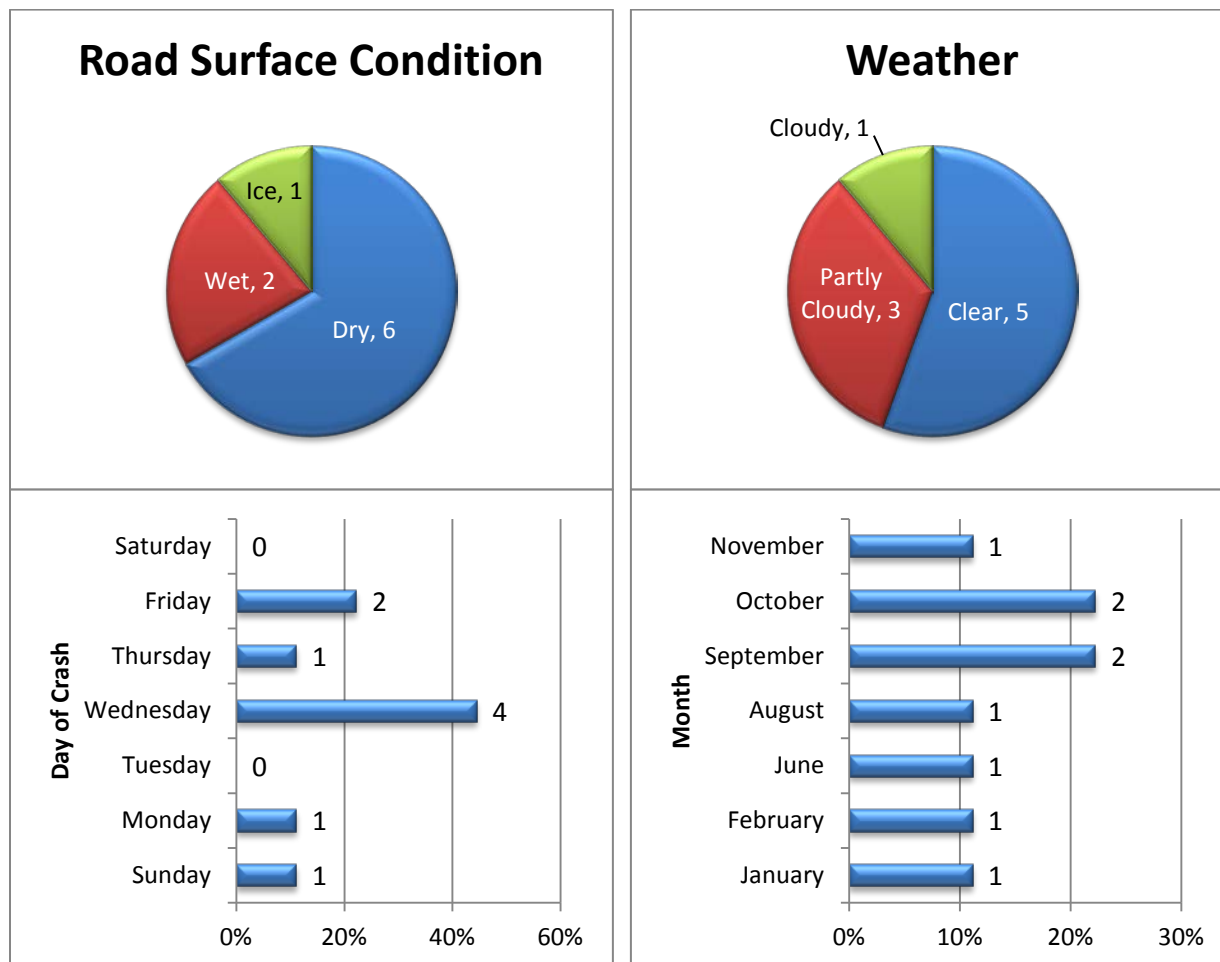 Road Surface Condition
Ice, 1
Wet, 2
Dry, 6
Weather
Cloudy, 1
Partly
Cloudy, 3
Clear, 5
Day of Crash
Saturday 0
Friday 2
Thursday 1
Wednesday 4
Tuesday 0
Monday 1
Sunday 1
0% 20% 40% 60%
Month
November 1
October 2
September 2
August 1
June 1
February 1
January 1
0% 10% 20% 30%